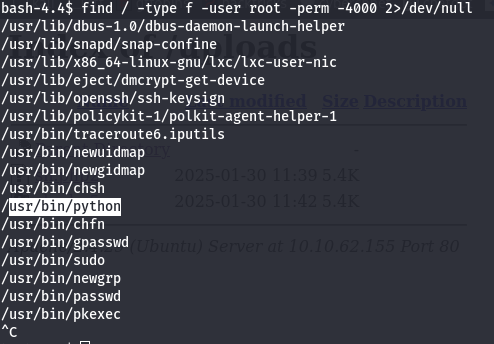 bash-4.4$ find / -type f -user root -perm -4000 2>/dev/null
/usr/lib/dbus-1.0/dbus-daemon-launch-helper
/usr/lib/snapd/snap-confine
/usr/lib/x86_64-linux-gnu/lxc/lxc-user-nic
/usr/lib/eject/dmcrypt-get-device
/usr/lib/openssh/ssh-keysign
modified Size Description
/usr/lib/policykit-1/polkit-agent-helper-1
/usr/bin/traceroute6.iputils
/usr/bin/newuidmap
-
/usr/bin/newgidmap
/usr/bin/chsh
2025-01-30 11:39 5.4K
/usr/bin/python
2025-01-30 11:42 5.4K
/usr/bin/chfn
/usr/bin/gpasswd
(Ubuntu) Server at 10.10.62.155 Port 80
/usr/bin/sudo
/usr/bin/newgrp
/usr/bin/passwd
/usr/bin/pkexec
^C